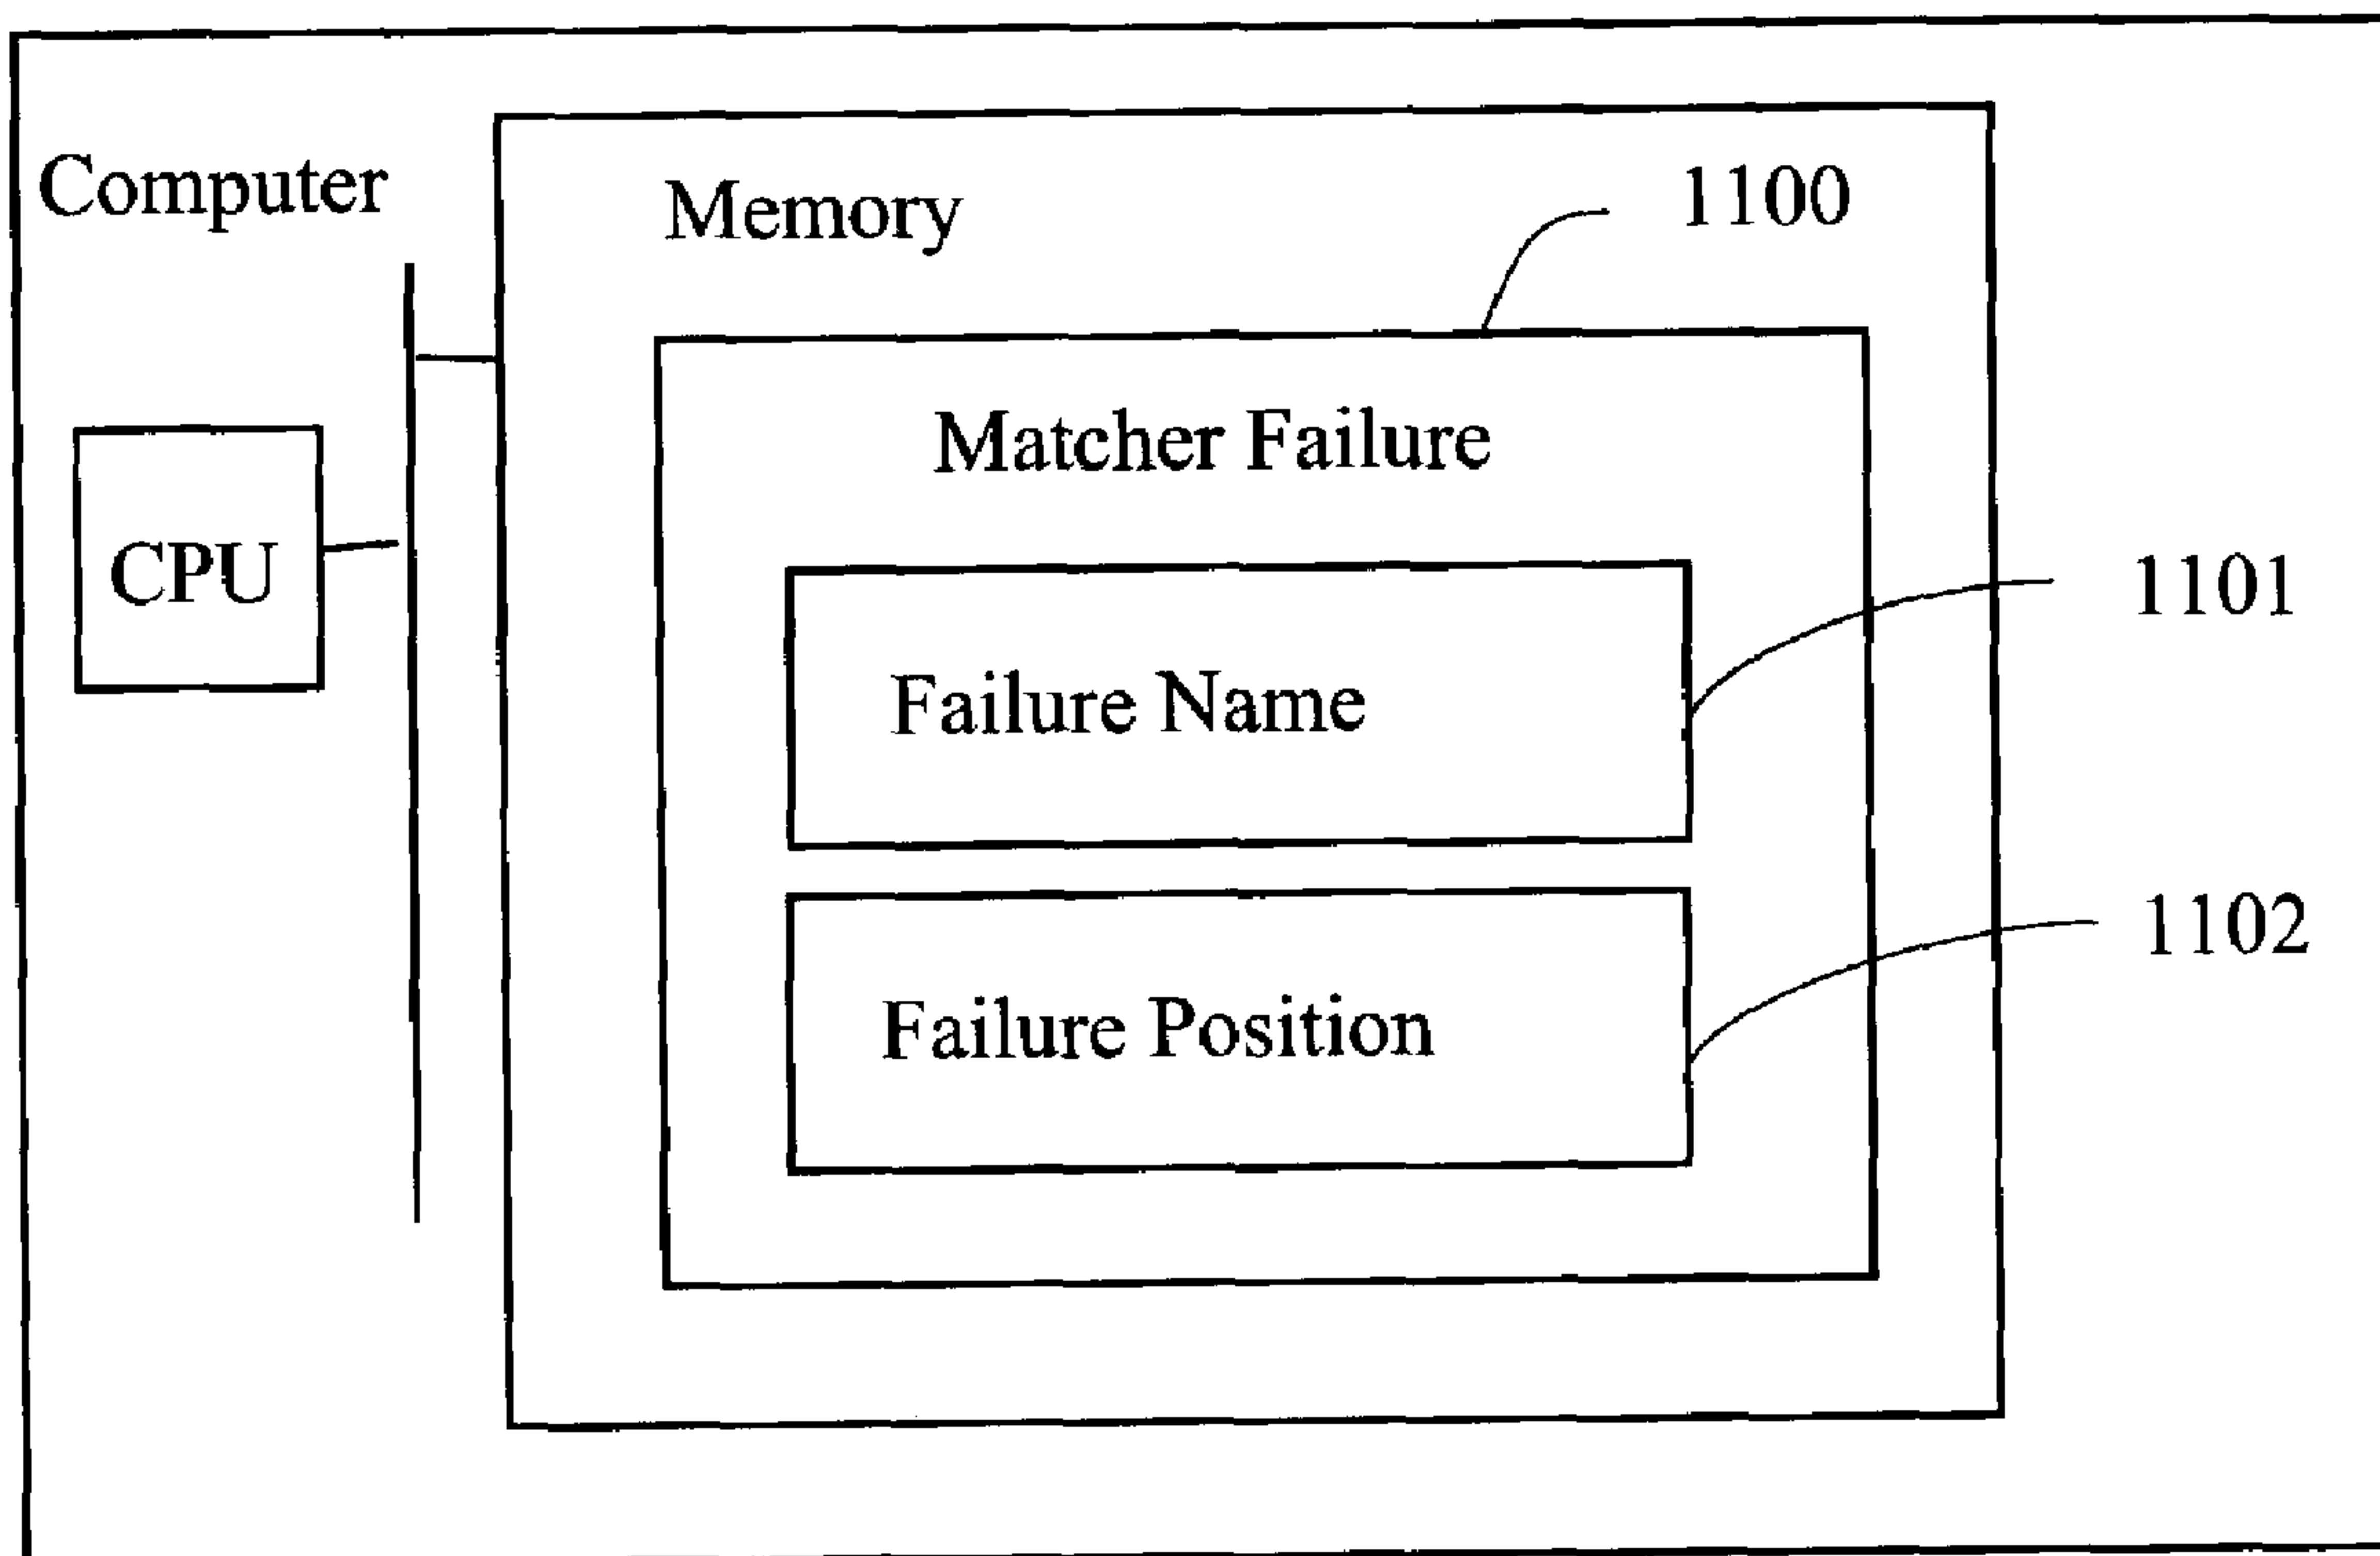 Computer
Memory
1100
Matcher Failure
CPU
1101
Failure Name
1102
Failure Position